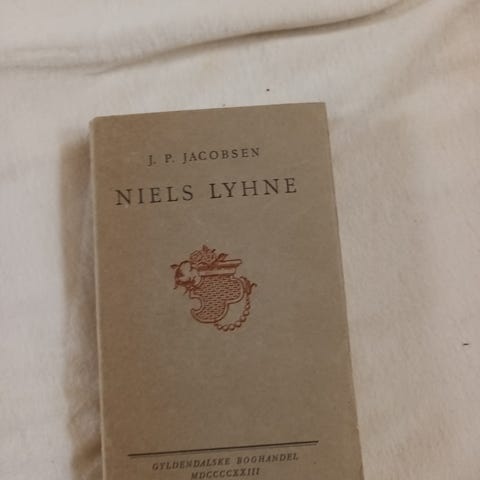 J. P. JACOBSEN
NIELS LYHNE
GYLDENDALSKE BOGHANDEL
MDCCCCXXIII